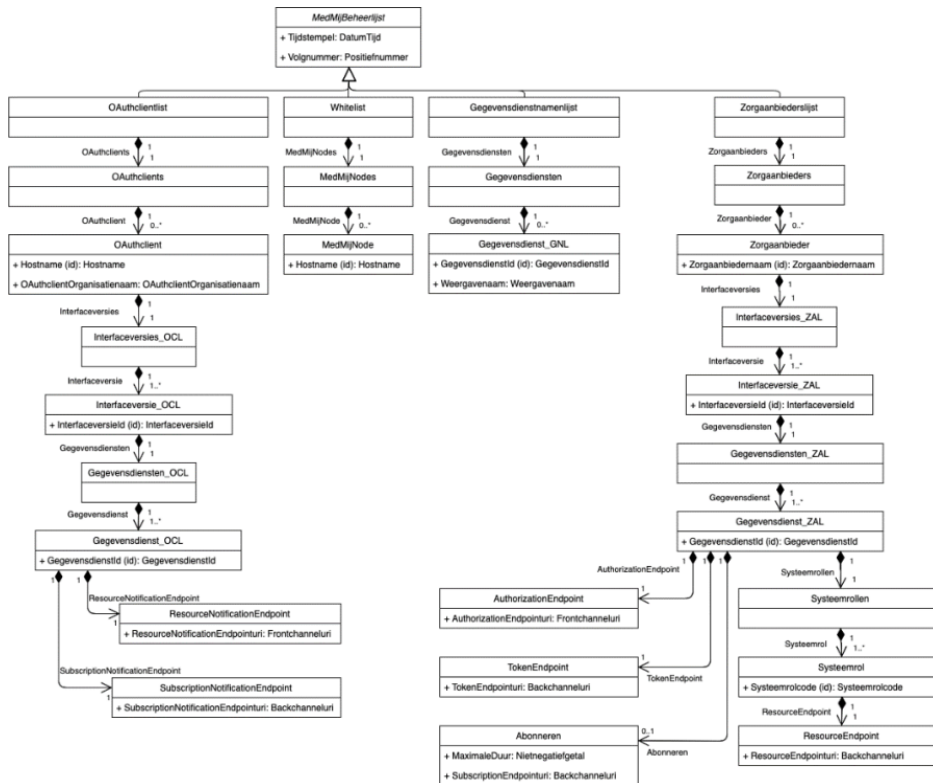 MedMijBeheerlijst
+ Tijdstempel: DatumTijd
+ Volgnummer: Positiefnummer
OAuthclientlist
Whitelist
Gegevensdienstnamenlijst
Zorgaanbiederslijst
OAuthclients
1
1
MedMijNodes
1
1
Gegevensdiensten
1
1
Zorgaanbieders
1
1
OAuthclients
MedMijNodes
Gegevensdiensten
Zorgaanbieders
OAuthclient
1
0..*
MedMijNode
1
0..*
Gegevensdienst
1
0..*
Zorgaanbieder
1
0..*
OAuthclient
+ Hostname (id): Hostname
+ OAuthclientOrganisatienaam: OAuthclientOrganisatienaam
MedMijNode
+ Hostname (id): Hostname
Gegevensdienst_GNL
+ GegevensdienstId (id): GegevensdienstId
+ Weergavenaam: Weergavenaam
Zorgaanbieder
+ Zorgaanbiedernaam (id): Zorgaanbiedernaam
Interfaceversies
1
1
Interfaceversies
1
1
Interfaceversies_OCL
Interfaceversies_ZAL
Interfaceversie
1
1..*
Interfaceversie
1
1..*
Interfaceversie_OCL
+ InterfaceversieId (id): InterfaceversieId
Interfaceversie_ZAL
+ InterfaceversieId (id): InterfaceversieId
Gegevensdiensten
1
1
Gegevensdiensten
1
1
Gegevensdiensten_OCL
Gegevensdiensten_ZAL
Gegevensdienst
1
1..*
Gegevensdienst
1
1..*
Gegevensdienst_OCL
+ GegevensdienstId (id): GegevensdienstId
Gegevensdienst_ZAL
+ GegevensdienstId (id): GegevensdienstId
1
1
ResourceNotificationEndpoint
1
ResourceNotificationEndpoint
+ ResourceNotificationEndpointuri: Frontchanneluri
SubscriptionNotificationEndpoint
1
SubscriptionNotificationEndpoint
+ SubscriptionNotificationEndpointuri: Backchanneluri
1
1
1
1
AuthorizationEndpoint
1
AuthorizationEndpoint
+ AuthorizationEndpointuri: Frontchanneluri
Systeemrollen
1
Systeemrollen
1
TokenEndpoint
TokenEndpoint
+ TokenEndpointuri: Backchanneluri
Systeemrol
1
1..*
Systeemrol
+ Systeemrolcode (id): Systeemrolcode
0..1
Abonneren
Abonneren
+ MaximaleDuur: Nietnegatiefgetal
+ SubscriptionEndpointuri: Backchanneluri
ResourceEndpoint
1
1
ResourceEndpoint
+ ResourceEndpointuri: Backchanneluri